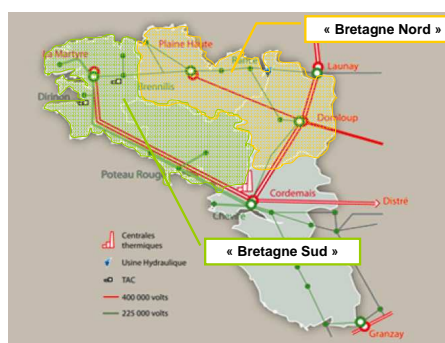 « Bretagne Nord »
Plaine Haute
La Martyre
Rance
Launay
Brennilis
Dirinon
Domloup
Poteau Rouge
Cordemais
Distré
« Bretagne Sud »
Centrales
thermiques
Usine Hydraulique
TAC
400 000 volts
225 000 volts
Granzay